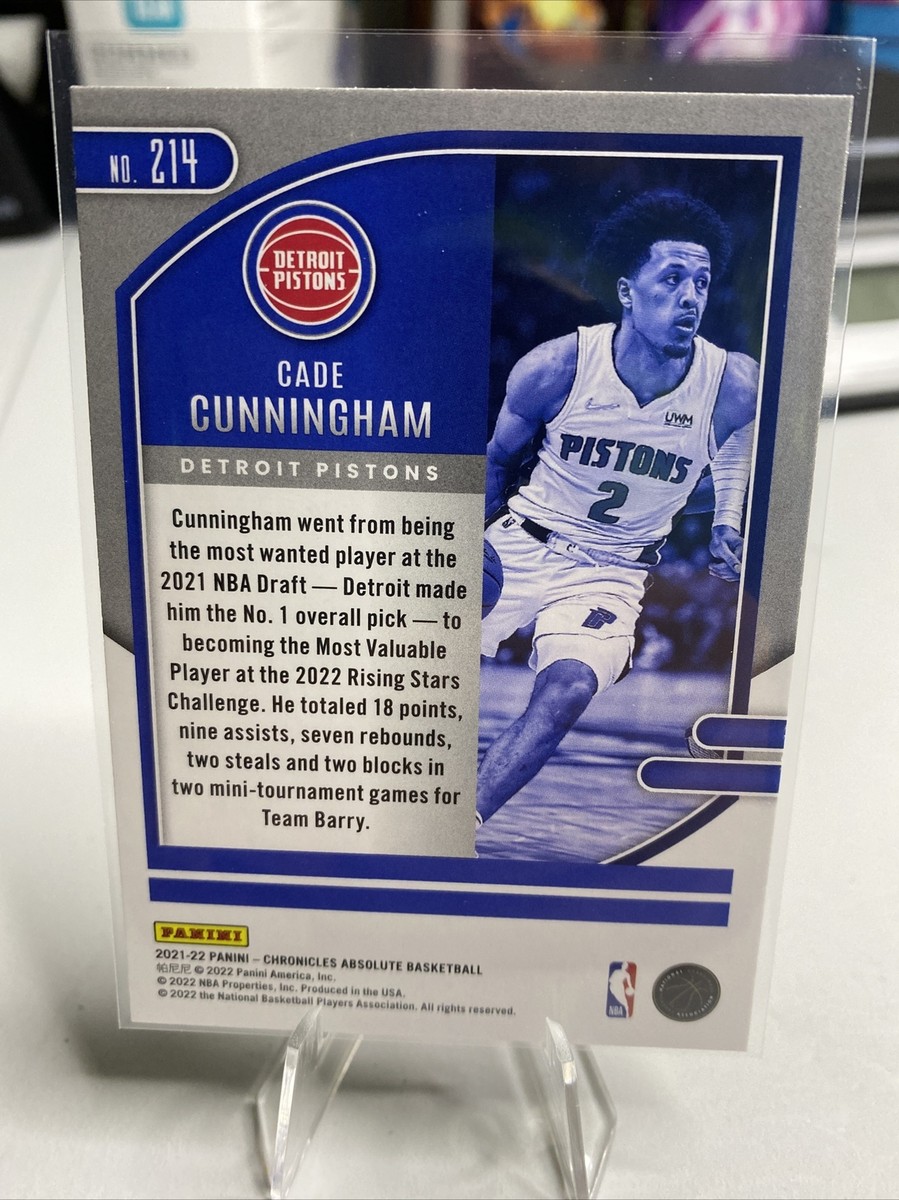 NO. 214
DETROIT
PISTONS
CADE
CUNNINGHAM
DETROIT PISTONS
Cunningham went from being
the most wanted player at the
2021 NBA Draft — Detroit made
him the No. 1 overall pick — to
becoming the Most Valuable
Player at the 2022 Rising Stars
Challenge. He totaled 18 points,
nine assists, seven rebounds,
two steals and two blocks in
two mini-tournament games for
Team Barry.
UWM
PISTONS
2
PANINI
2021-22 PANINI – CHRONICLES ABSOLUTE BASKETBALL
帕尼尼 © 2022 Panini America, Inc.
© 2022 NBA Properties, Inc. Produced in the USA.
© 2022 the National Basketball Players Association. All rights reserved.
NBA